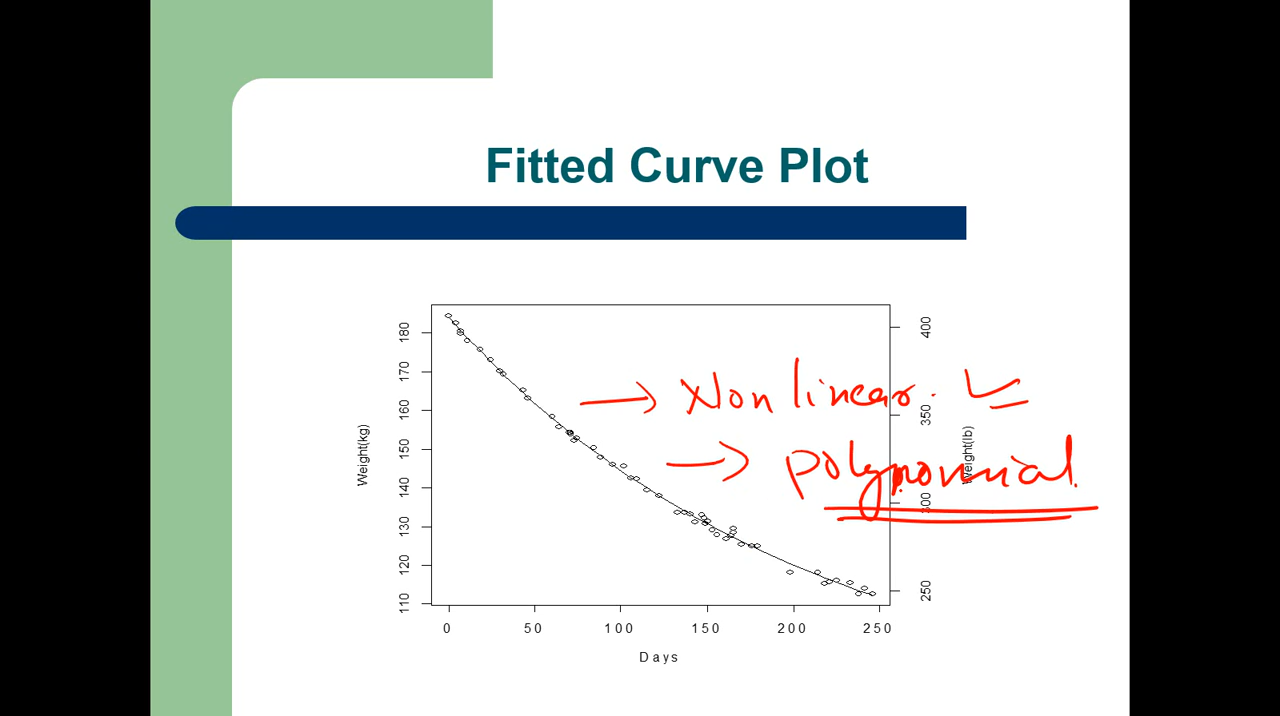 Fitted Curve Plot
180
170
160
150
140
130
120
110
Weight(kg)
400
350
300
250
Weight(lb)
→ Non linear. ✓
→ polynomial.
0 50 100 150 200 250
Days